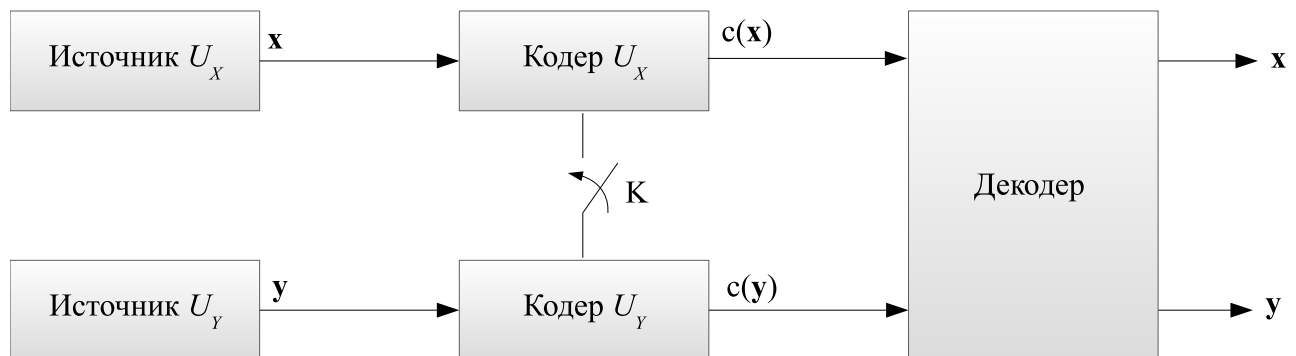 Источник U_X
x
Кодер U_X
c(x)
x
K
Декодер
Источник U_Y
y
Кодер U_Y
c(y)
y